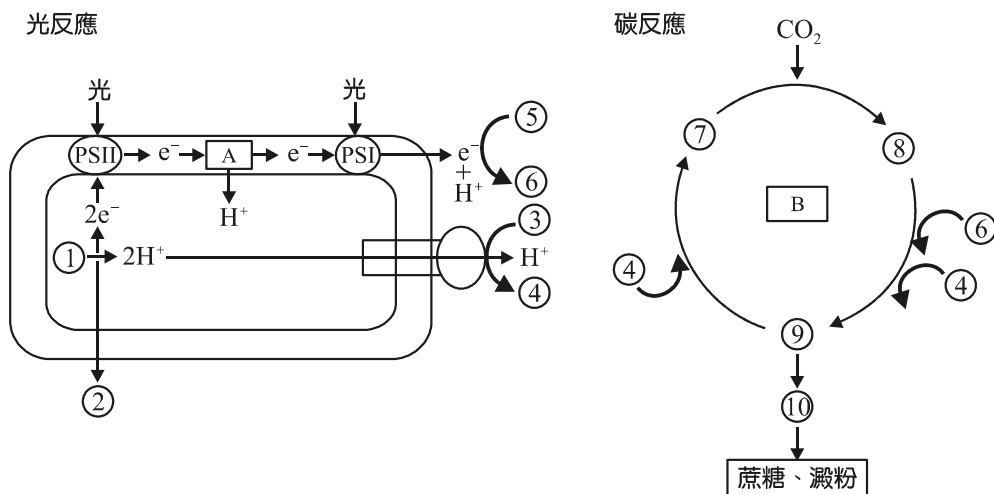 光反應
光 光
PSII e⁻ A e⁻ PSI e⁻
+
H⁺
⑤
⑥
2e⁻ H⁺
① 2H⁺ H⁺
③
④
②
碳反應
CO₂
⑦ ⑧
B
⑥
④ ④
⑨
⑩
蔗糖、澱粉